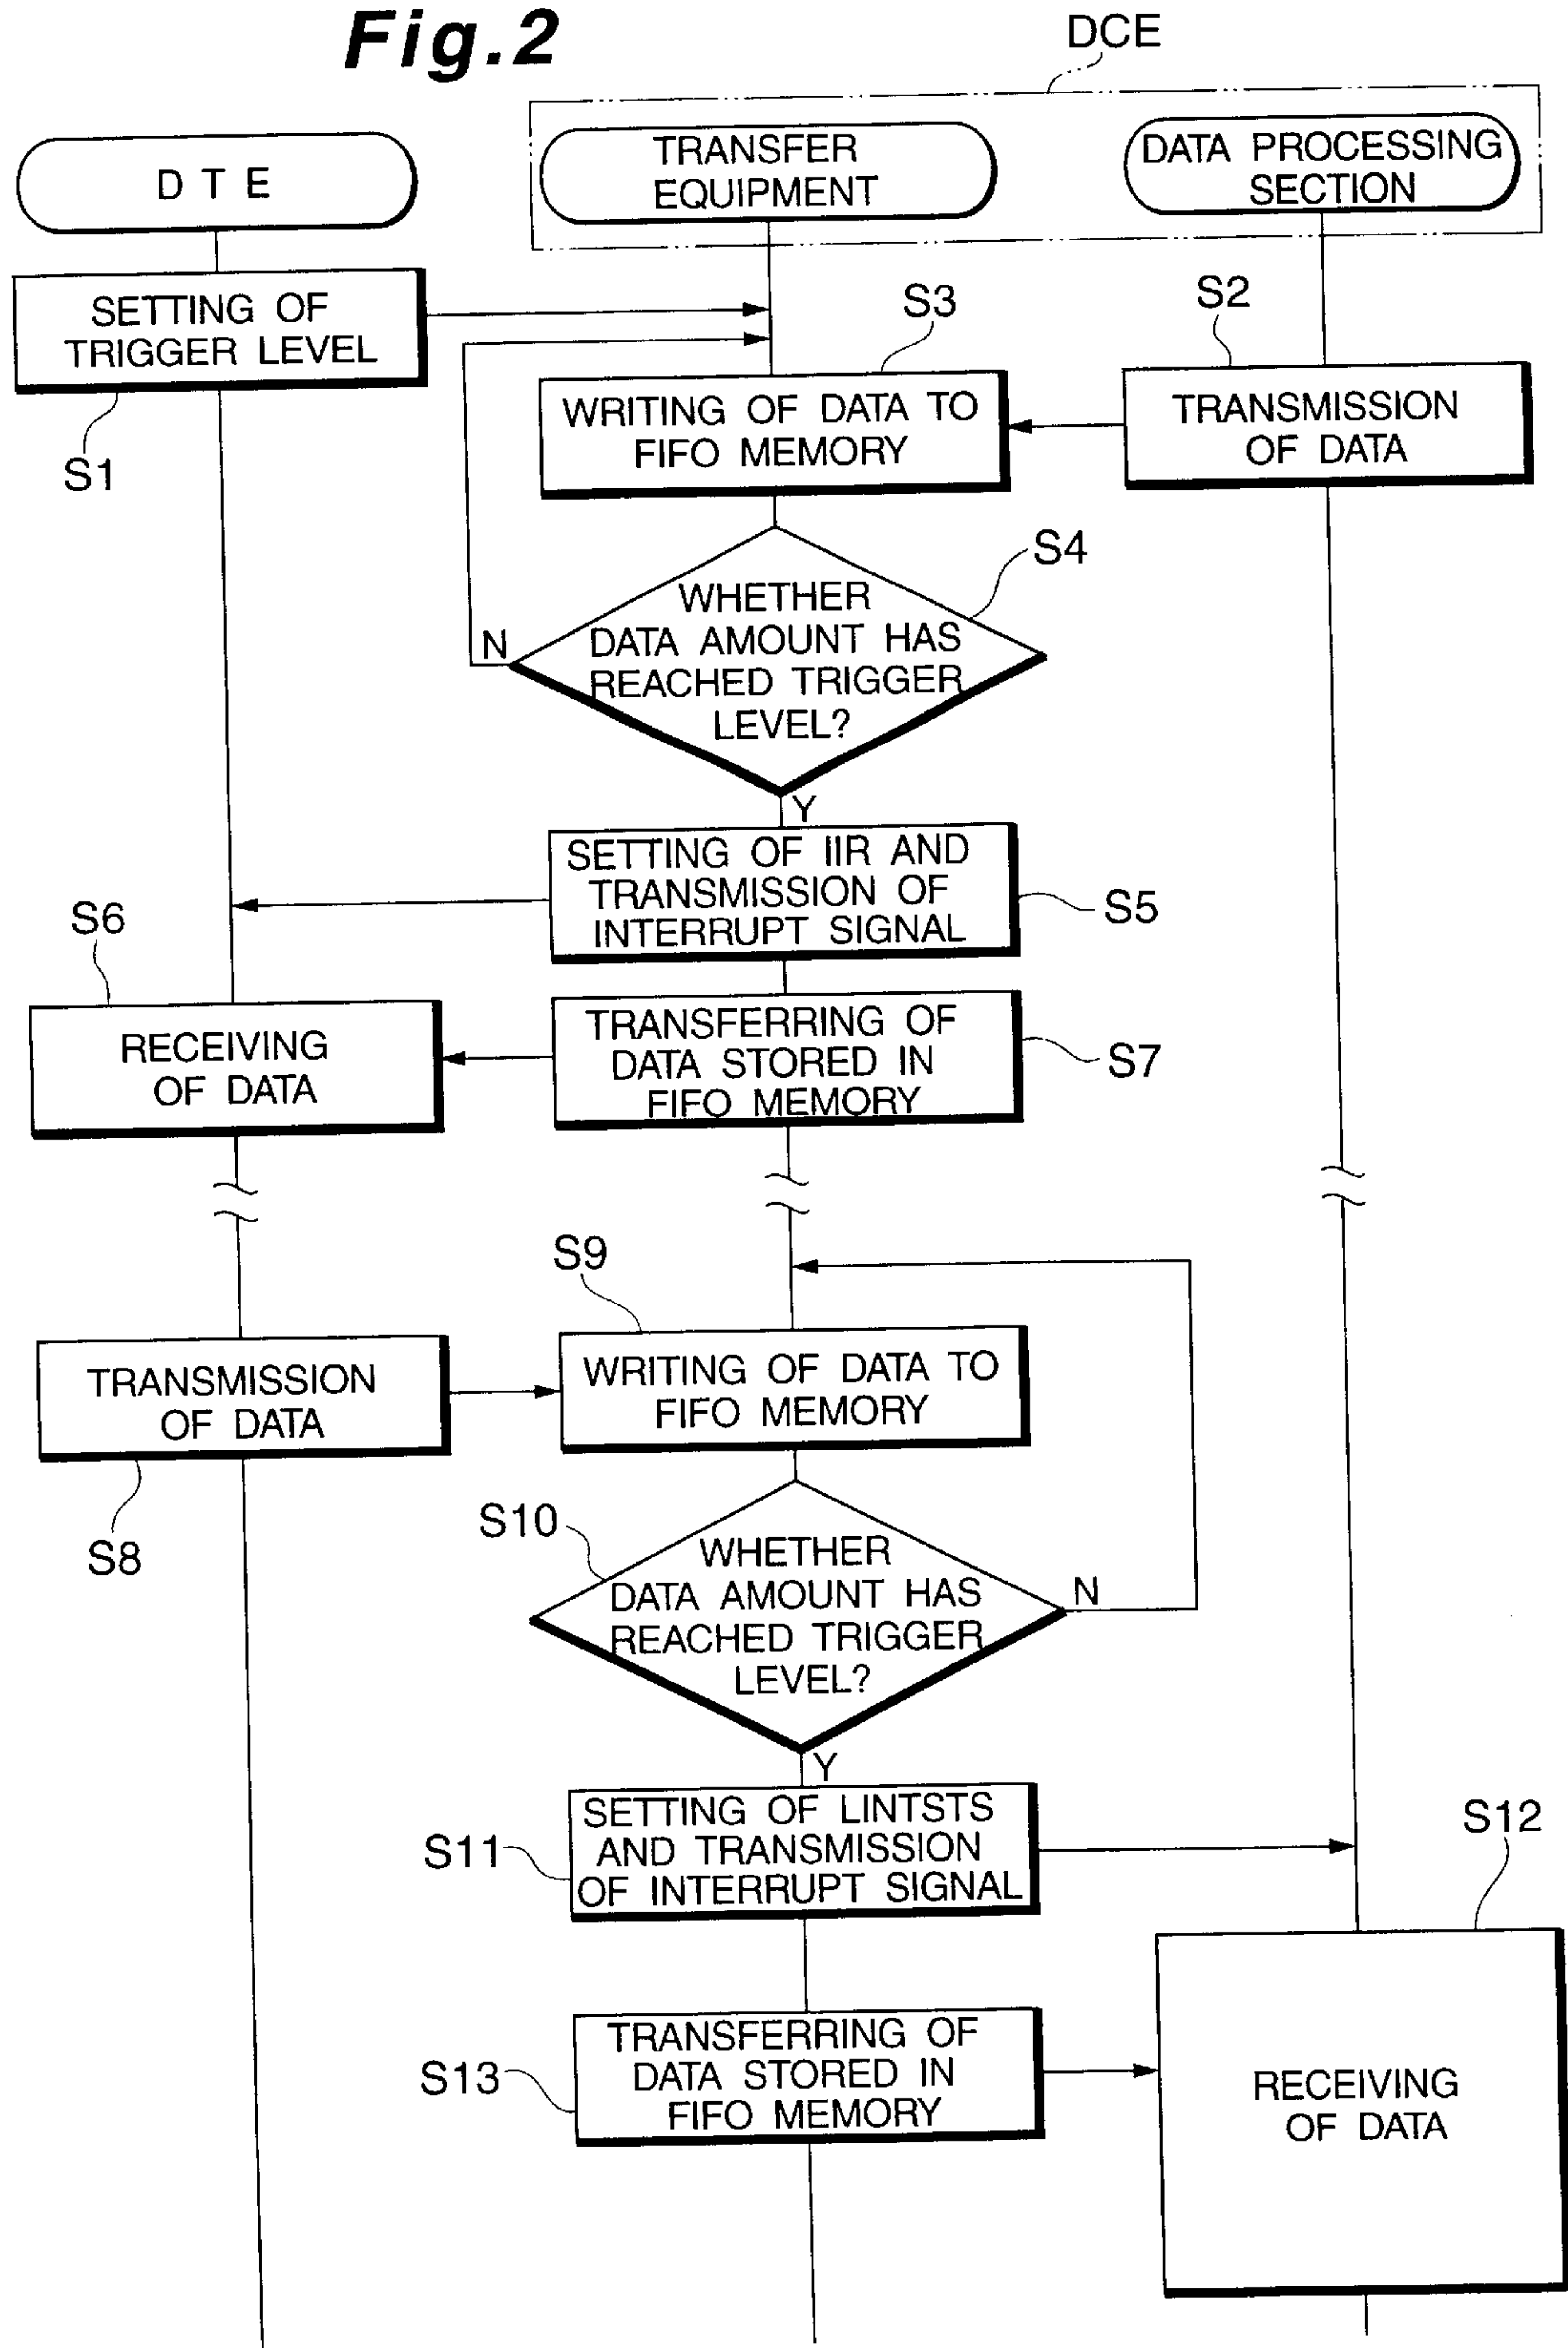 Fig.2
DCE
D T E
TRANSFER
EQUIPMENT
DATA PROCESSING
SECTION
SETTING OF
TRIGGER LEVEL
S1
S3
S2
WRITING OF DATA TO
FIFO MEMORY
TRANSMISSION
OF DATA
S4
WHETHER
DATA AMOUNT HAS
REACHED TRIGGER
LEVEL?
N
Y
SETTING OF IIR AND
TRANSMISSION OF
INTERRUPT SIGNAL
S5
S6
RECEIVING
OF DATA
TRANSFERRING OF
DATA STORED IN
FIFO MEMORY
S7
S9
TRANSMISSION
OF DATA
S8
WRITING OF DATA TO
FIFO MEMORY
S10
WHETHER
DATA AMOUNT HAS
REACHED TRIGGER
LEVEL?
N
Y
SETTING OF LINTSTS
AND TRANSMISSION
OF INTERRUPT SIGNAL
S11
S12
TRANSFERRING OF
DATA STORED IN
FIFO MEMORY
S13
RECEIVING
OF DATA